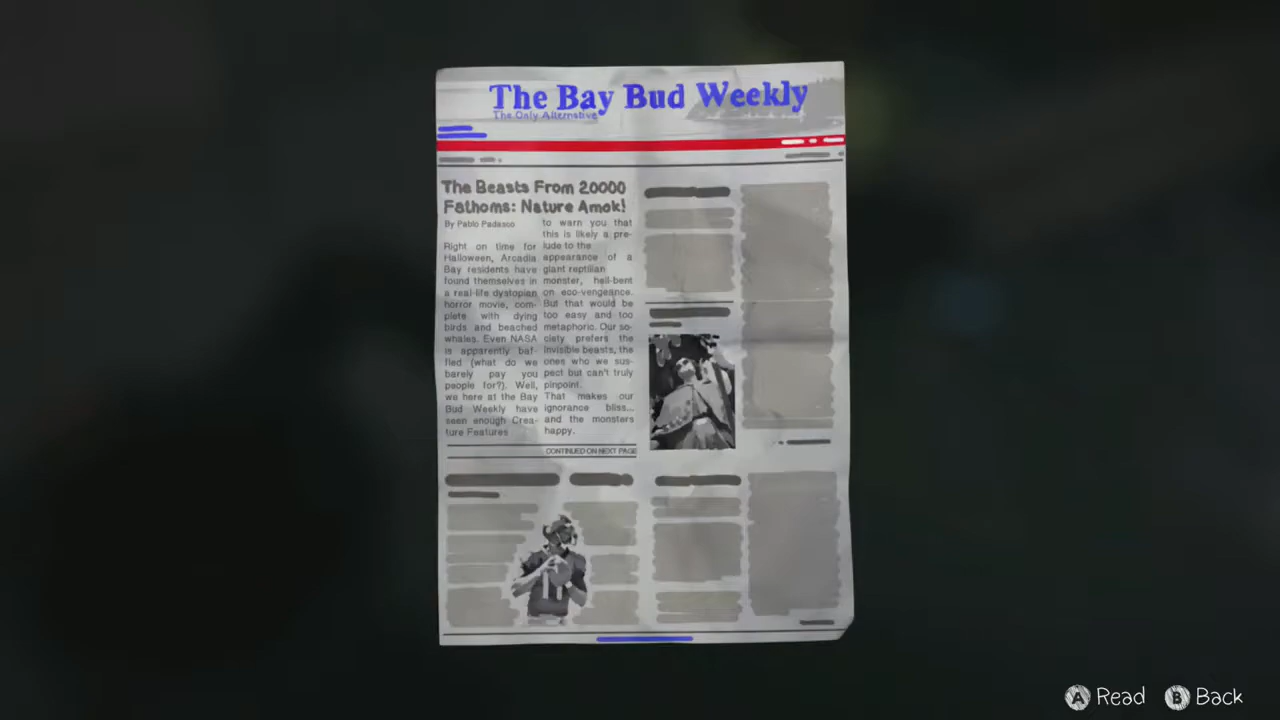 The Bay Bud Weekly
The Only Alternative
The Beasts From 20000
Fathoms: Nature Amok!
By Pablo Padasco
Right on time for
Halloween, Arcadia
Bay residents have
found themselves in
a real-life dystopian
horror movie, com-
plete with dying
birds and beached
whales. Even NASA
is apparently baf-
fled (what do we
barely pay you
people for?). Well,
we here at the Bay
Bud Weekly have
seen enough Crea-
ture Features
to warn you that
this is likely a pre-
lude to the
appearance of a
giant reptilian
monster, hell-bent
on eco-vengeance.
But that would be
too easy and too
metaphoric. Our so-
ciety prefers the
invisible beasts, the
ones who we sus-
pect but can't truly
pinpoint.
That makes our
ignorance bliss...
and the monsters
happy.
CONTINUED ON NEXT PAGE
A Read B Back